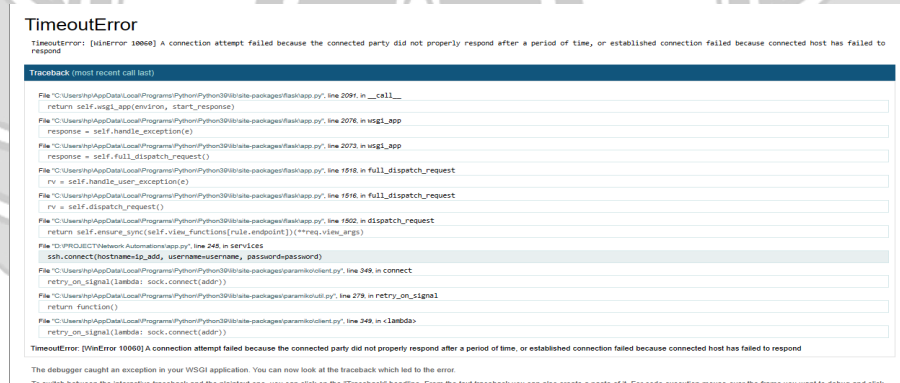 TimeoutError
TimeoutError: [WinError 10060] A connection attempt failed because the connected party did not properly respond after a period of time, or established connection failed because connected host has failed to
respond
Traceback (most recent call last)
File "C:\Users\hp\AppData\Local\Programs\Python\Python39\lib\site-packages\flask\app.py", line 2091, in __call__
return self.wsgi_app(environ, start_response)
File "C:\Users\hp\AppData\Local\Programs\Python\Python39\lib\site-packages\flask\app.py", line 2076, in wsgi_app
response = self.handle_exception(e)
File "C:\Users\hp\AppData\Local\Programs\Python\Python39\lib\site-packages\flask\app.py", line 2073, in wsgi_app
response = self.full_dispatch_request()
File "C:\Users\hp\AppData\Local\Programs\Python\Python39\lib\site-packages\flask\app.py", line 1518, in full_dispatch_request
rv = self.handle_user_exception(e)
File "C:\Users\hp\AppData\Local\Programs\Python\Python39\lib\site-packages\flask\app.py", line 1516, in full_dispatch_request
rv = self.dispatch_request()
File "C:\Users\hp\AppData\Local\Programs\Python\Python39\lib\site-packages\flask\app.py", line 1502, in dispatch_request
return self.ensure_sync(self.view_functions[rule.endpoint])(**req.view_args)
File "D:\PROJECT\Network Automations\app.py", line 245, in services
ssh.connect(hostname=ip_add, username=username, password=password)
File "C:\Users\hp\AppData\Local\Programs\Python\Python39\lib\site-packages\paramiko\client.py", line 349, in connect
retry_on_signal(lambda: sock.connect(addr))
File "C:\Users\hp\AppData\Local\Programs\Python\Python39\lib\site-packages\paramiko\util.py", line 279, in retry_on_signal
return function()
File "C:\Users\hp\AppData\Local\Programs\Python\Python39\lib\site-packages\paramiko\client.py", line 349, in <lambda>
retry_on_signal(lambda: sock.connect(addr))
TimeoutError: [WinError 10060] A connection attempt failed because the connected party did not properly respond after a period of time, or established connection failed because connected host has failed to respond
The debugger caught an exception in your WSGI application. You can now look at the traceback which led to the error.